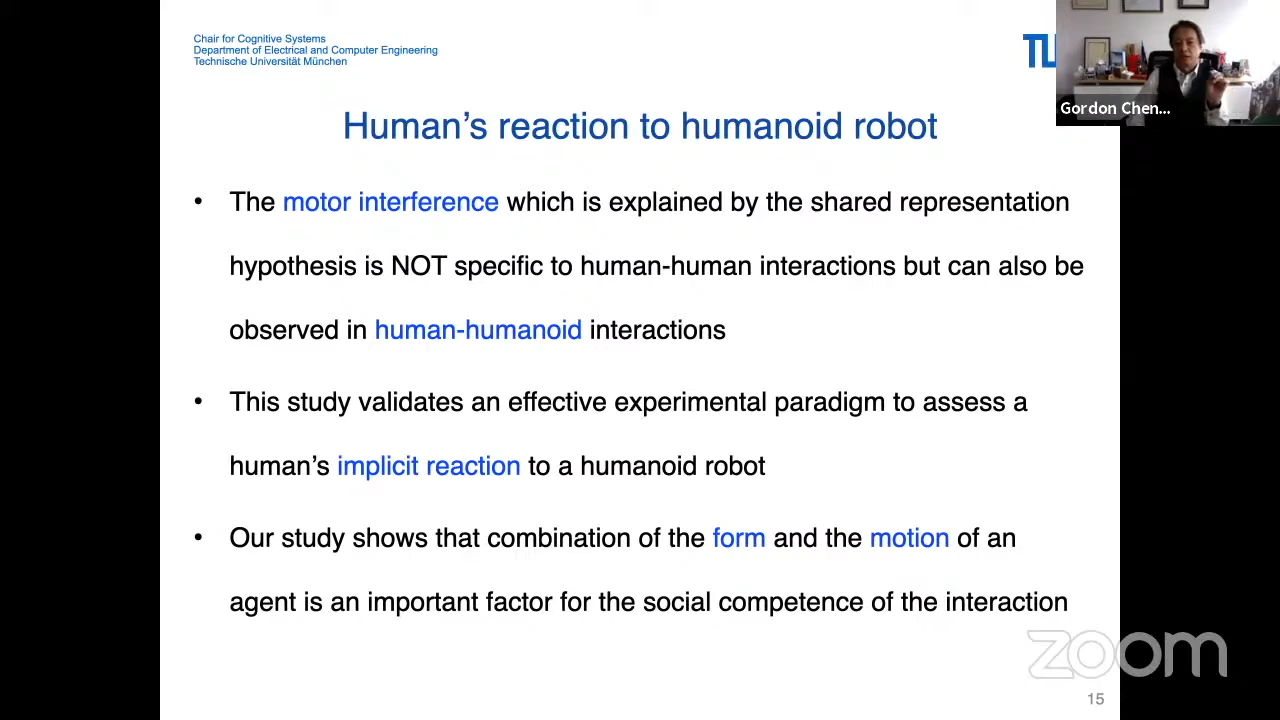 Chair for Cognitive Systems
Department of Electrical and Computer Engineering
Technische Universität München
Gordon Chen...
Human’s reaction to humanoid robot
• The motor interference which is explained by the shared representation
hypothesis is NOT specific to human-human interactions but can also be
observed in human-humanoid interactions
• This study validates an effective experimental paradigm to assess a
human’s implicit reaction to a humanoid robot
• Our study shows that combination of the form and the motion of an
agent is an important factor for the social competence of the interaction
zoom
15